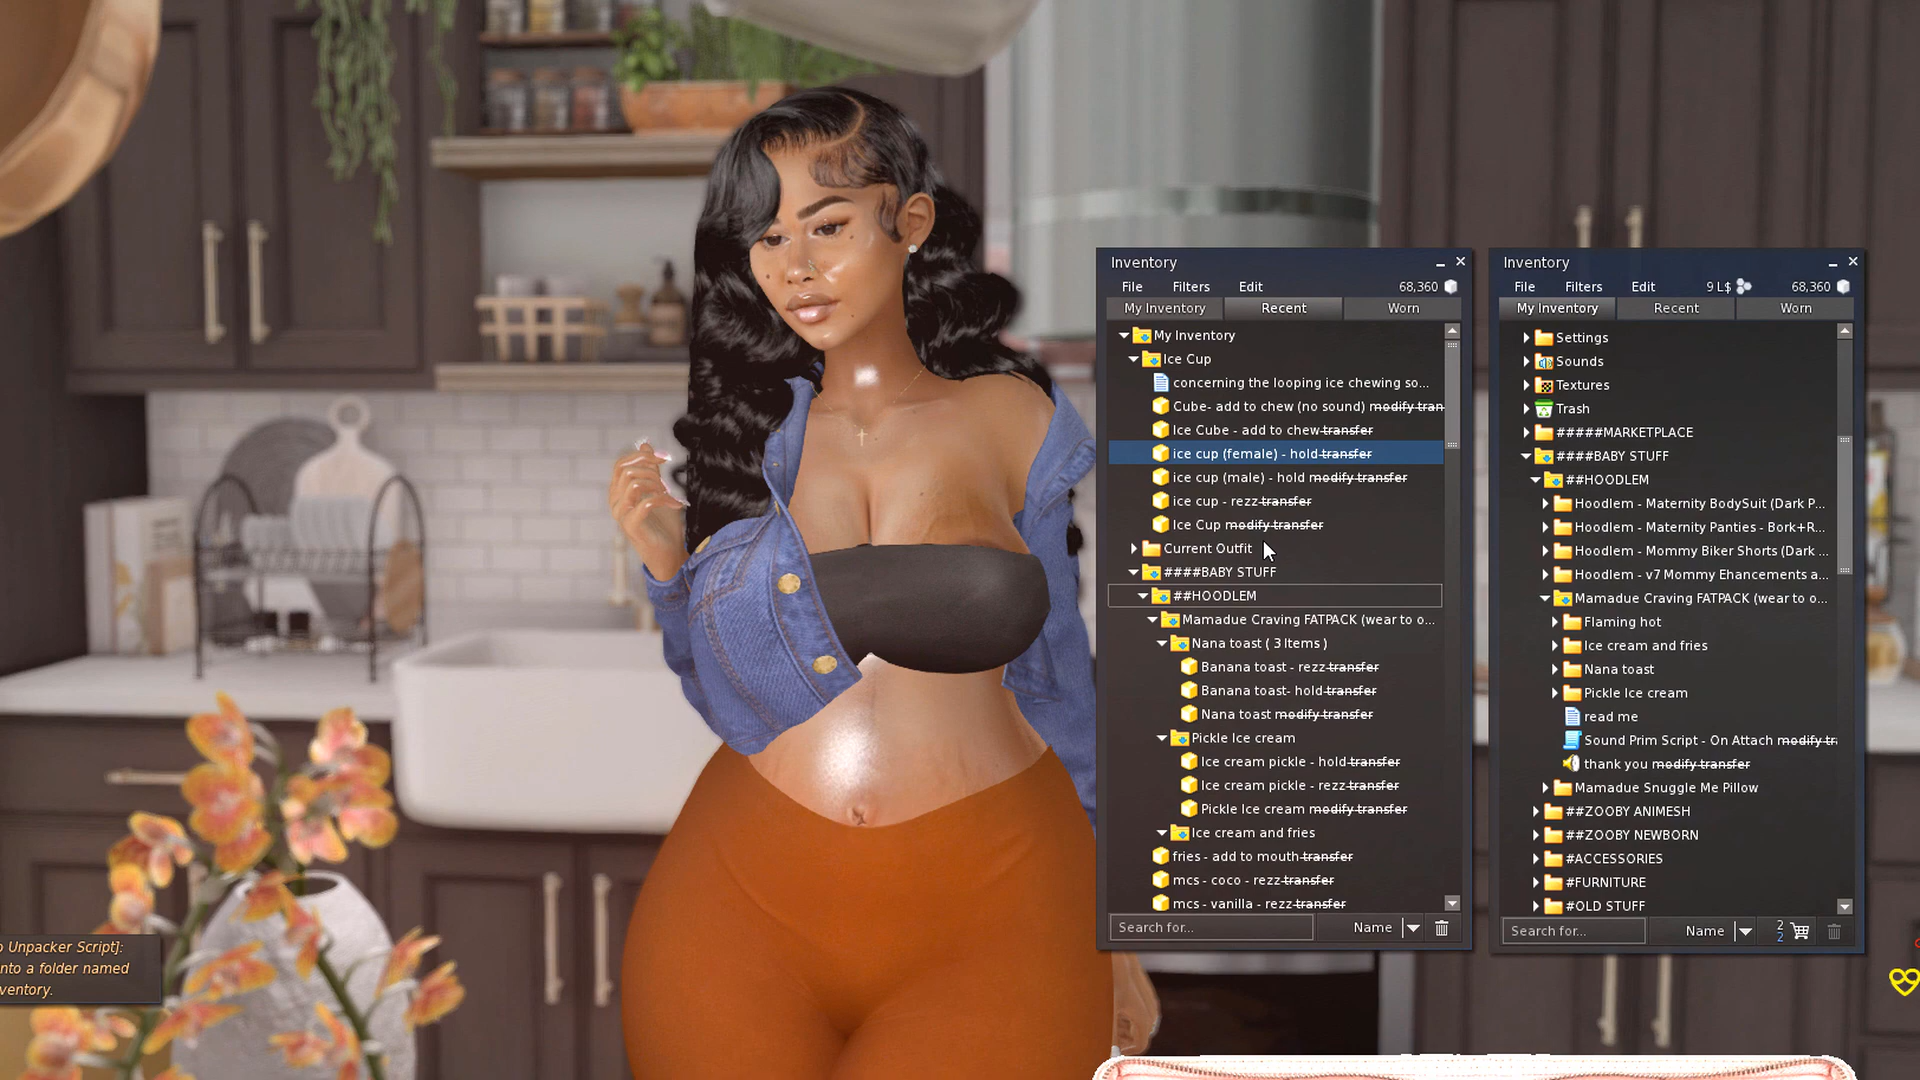 Inventory
File Filters Edit 68,360
My Inventory Recent Worn
My Inventory
Ice Cup
concerning the looping ice chewing so...
Cube- add to chew (no sound) modify tran
Ice Cube - add to chew transfer
ice cup (female) - hold transfer
ice cup (male) - hold modify transfer
ice cup - rezz transfer
Ice Cup modify transfer
Current Outfit
####BABY STUFF
##HOODLEM
Mamadue Craving FATPACK (wear to o...
Nana toast ( 3 Items )
Banana toast - rezz transfer
Banana toast- hold transfer
Nana toast modify transfer
Pickle Ice cream
Ice cream pickle - hold transfer
Ice cream pickle - rezz transfer
Pickle Ice cream modify transfer
Ice cream and fries
fries - add to mouth transfer
mcs - coco - rezz transfer
mcs - vanilla - rezz transfer
Search for... Name
Inventory
File Filters Edit 9 L$ 68,360
My Inventory Recent Worn
Settings
Sounds
Textures
Trash
#####MARKETPLACE
####BABY STUFF
##HOODLEM
Hoodlem - Maternity BodySuit (Dark P...
Hoodlem - Maternity Panties - Bork+R...
Hoodlem - Mommy Biker Shorts (Dark ...
Hoodlem - v7 Mommy Ehancements a...
Mamadue Craving FATPACK (wear to o...
Flaming hot
Ice cream and fries
Nana toast
Pickle Ice cream
read me
Sound Prim Script - On Attach modify tr
thank you modify transfer
Mamadue Snuggle Me Pillow
##ZOOBY ANIMESH
##ZOOBY NEWBORN
#ACCESSORIES
#FURNITURE
#OLD STUFF
Search for... Name 2
2
o Unpacker Script]:
nto a folder named
ventory.